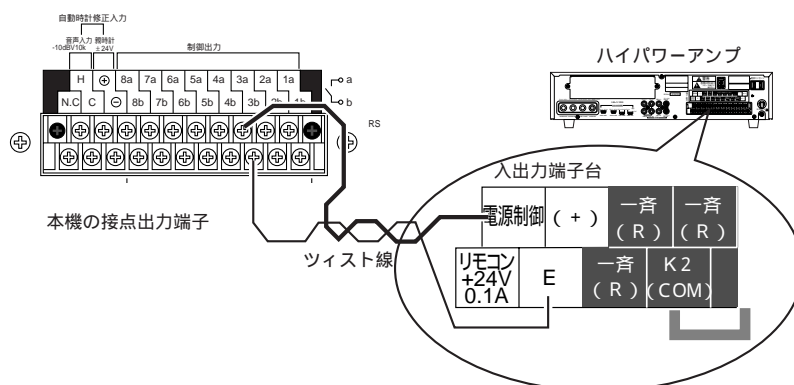 自動時計修正入力
音声入力 親時計 制御出力
-10dBV10k ±24V
H ⊕ 8a 7a 6a 5a 4a 3a 2a 1a
N.C C ⊖ 8b 7b 6b 5b 4b 3b 2b 1b
a
b
RS
ハイパワーアンプ
本機の接点出力端子
ツィスト線
入出力端子台
電源制御 (+) 一斉(R) 一斉(R)
リモコン+24V 0.1A E 一斉(R) K2(COM)